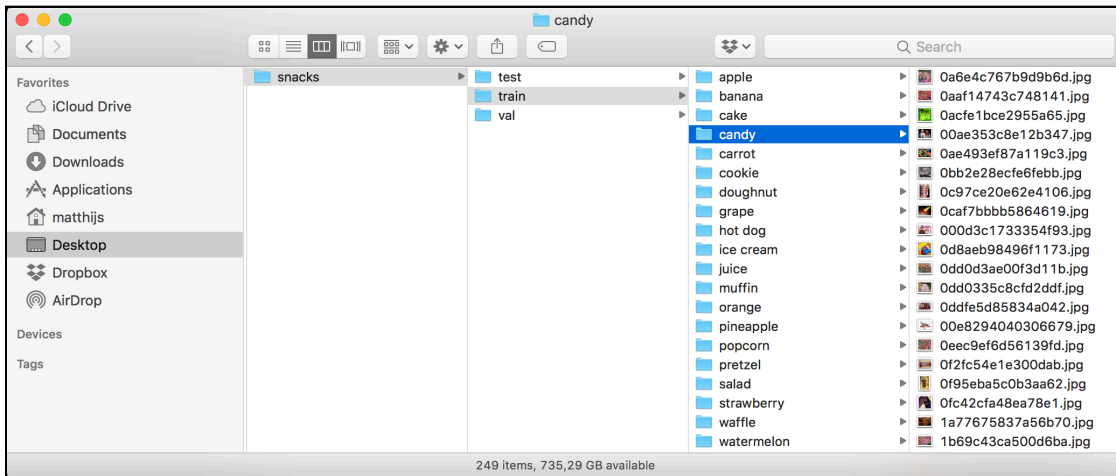 candy
Search
Favorites
iCloud Drive
Documents
Downloads
Applications
matthijs
Desktop
Dropbox
AirDrop
Devices
Tags
snacks
test
train
val
apple
banana
cake
candy
carrot
cookie
doughnut
grape
hot dog
ice cream
juice
muffin
orange
pineapple
popcorn
pretzel
salad
strawberry
waffle
watermelon
0a6e4c767b9d9b6d.jpg
0aaf14743c748141.jpg
0acfe1bce2955a65.jpg
00ae353c8e12b347.jpg
0ae493ef87a119c3.jpg
0bb2e28ecfe6febb.jpg
0c97ce20e62e4106.jpg
0caf7bbbb5864619.jpg
000d3c1733354f93.jpg
0d8aeb98496f1173.jpg
0dd0d3ae00f3d11b.jpg
0dd0335c8cfd2ddf.jpg
0ddfe5d85834a042.jpg
00e8294040306679.jpg
0eec9ef6d56139fd.jpg
0f2fc54e1e300dab.jpg
0f95eba5c0b3aa62.jpg
0fc42cfa48ea78e1.jpg
1a77675837a56b70.jpg
1b69c43ca500d6ba.jpg
249 items, 735,29 GB available